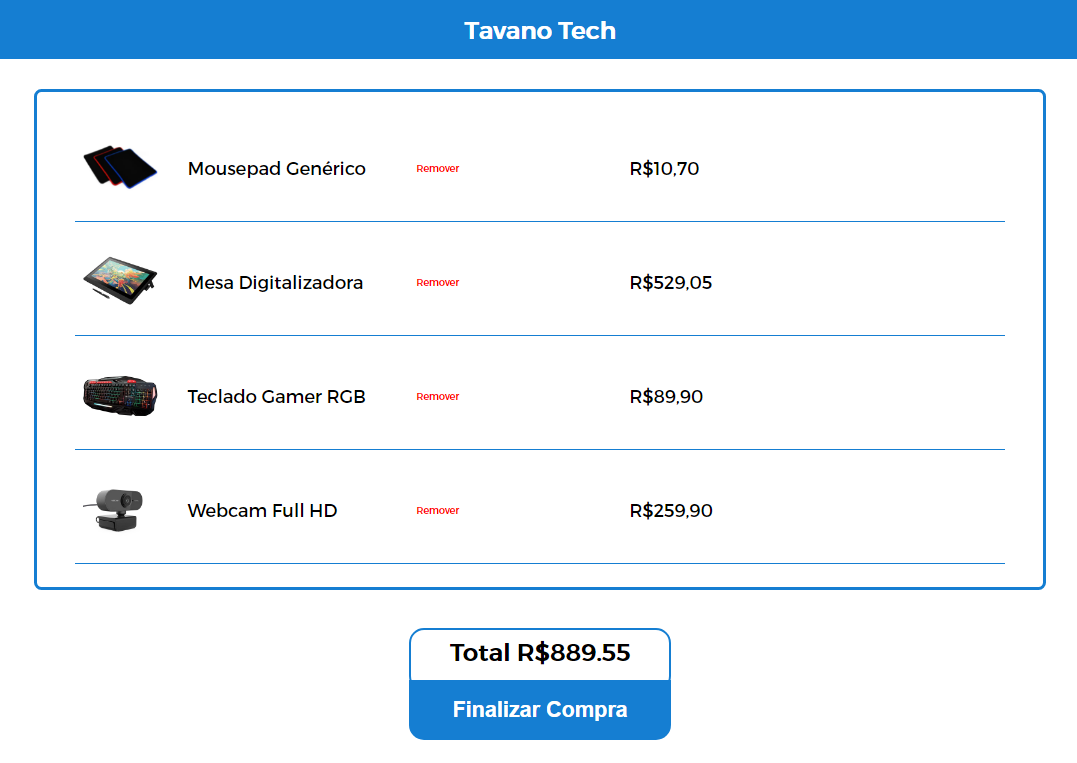 Tavano Tech
Mousepad Genérico Remover R$10,70
Mesa Digitalizadora Remover R$529,05
Teclado Gamer RGB Remover R$89,90
Webcam Full HD Remover R$259,90
Total R$889.55
Finalizar Compra